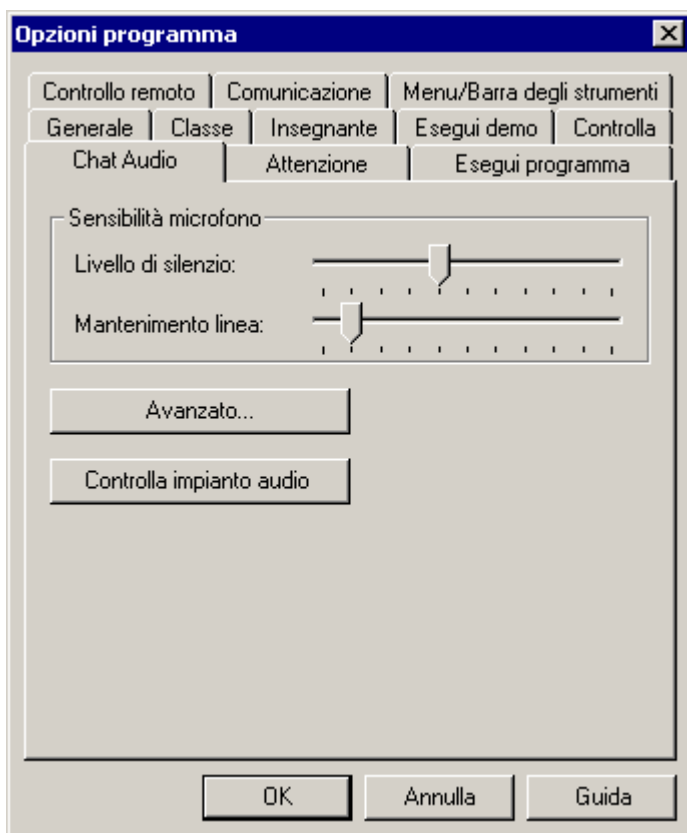 Opzioni programma
Controllo remoto Comunicazione Menu/Barra degli strumenti
Generale Classe Insegnante Esegui demo Controlla
Chat Audio Attenzione Esegui programma
Sensibilità microfono
Livello di silenzio:
Mantenimento linea:
Avanzato...
Controlla impianto audio
OK Annulla Guida